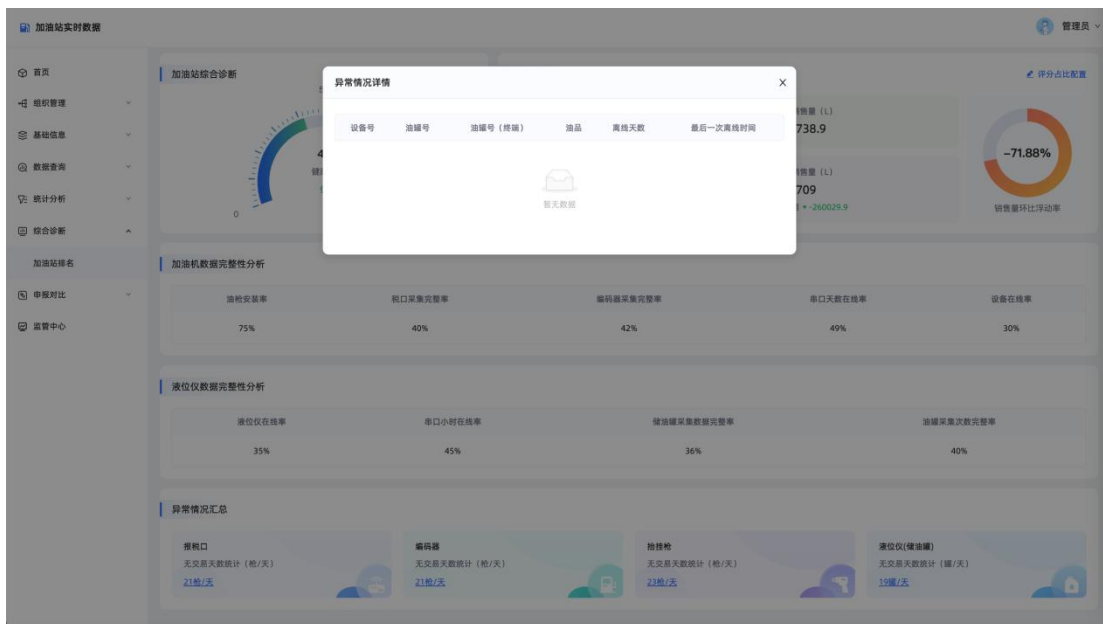 加油站实时数据
管理员
首页
组织管理
基础信息
数据查询
统计分析
综合诊断
加油站排名
申报对比
监管中心
加油站综合诊断
评分占比配置
0
738.9
709
-260029.9
-71.88%
销售量环比浮动率
异常情况详情
X
设备号 油罐号 油罐号（终端） 油品 离线天数 最后一次离线时间
暂无数据
加油机数据完整性分析
油枪安装率 税口采集完整率 编码器采集完整率 串口天数在线率 设备在线率
75% 40% 42% 49% 30%
液位仪数据完整性分析
液位仪在线率 串口小时在线率 储油罐采集数据完整率 油罐采集次数完整率
35% 45% 36% 40%
异常情况汇总
报税口
无交易天数统计（枪/天）
21枪/天
编码器
无交易天数统计（枪/天）
21枪/天
抬挂枪
无交易天数统计（枪/天）
23枪/天
液位仪(储油罐)
无交易天数统计（罐/天）
19罐/天